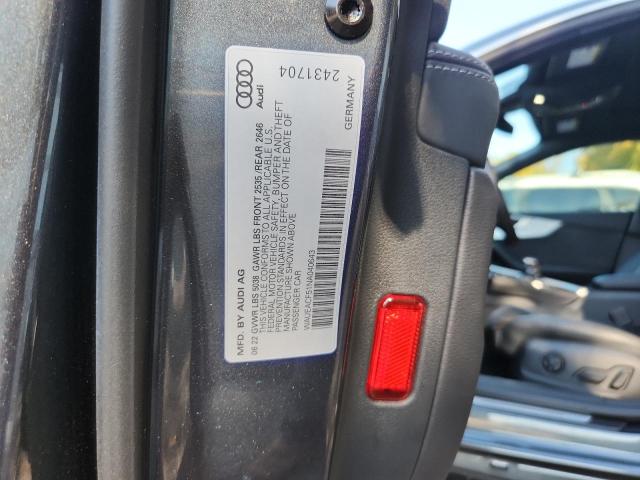 MFD. BY AUDI AG
06 22 GVWR LBS 5038 GAWR LBS FRONT 2535 /REAR 2646
THIS VEHICLE CONFORMS TO ALL APPLICABLE U.S.
FEDERAL MOTOR VEHICLE SAFETY, BUMPER AND THEFT
PREVENTION STANDARDS IN EFFECT ON THE DATE OF
MANUFACTURE SHOWN ABOVE
PASSENGER CAR
WAUEACF51NA040643
GERMANY
Audi
2431704